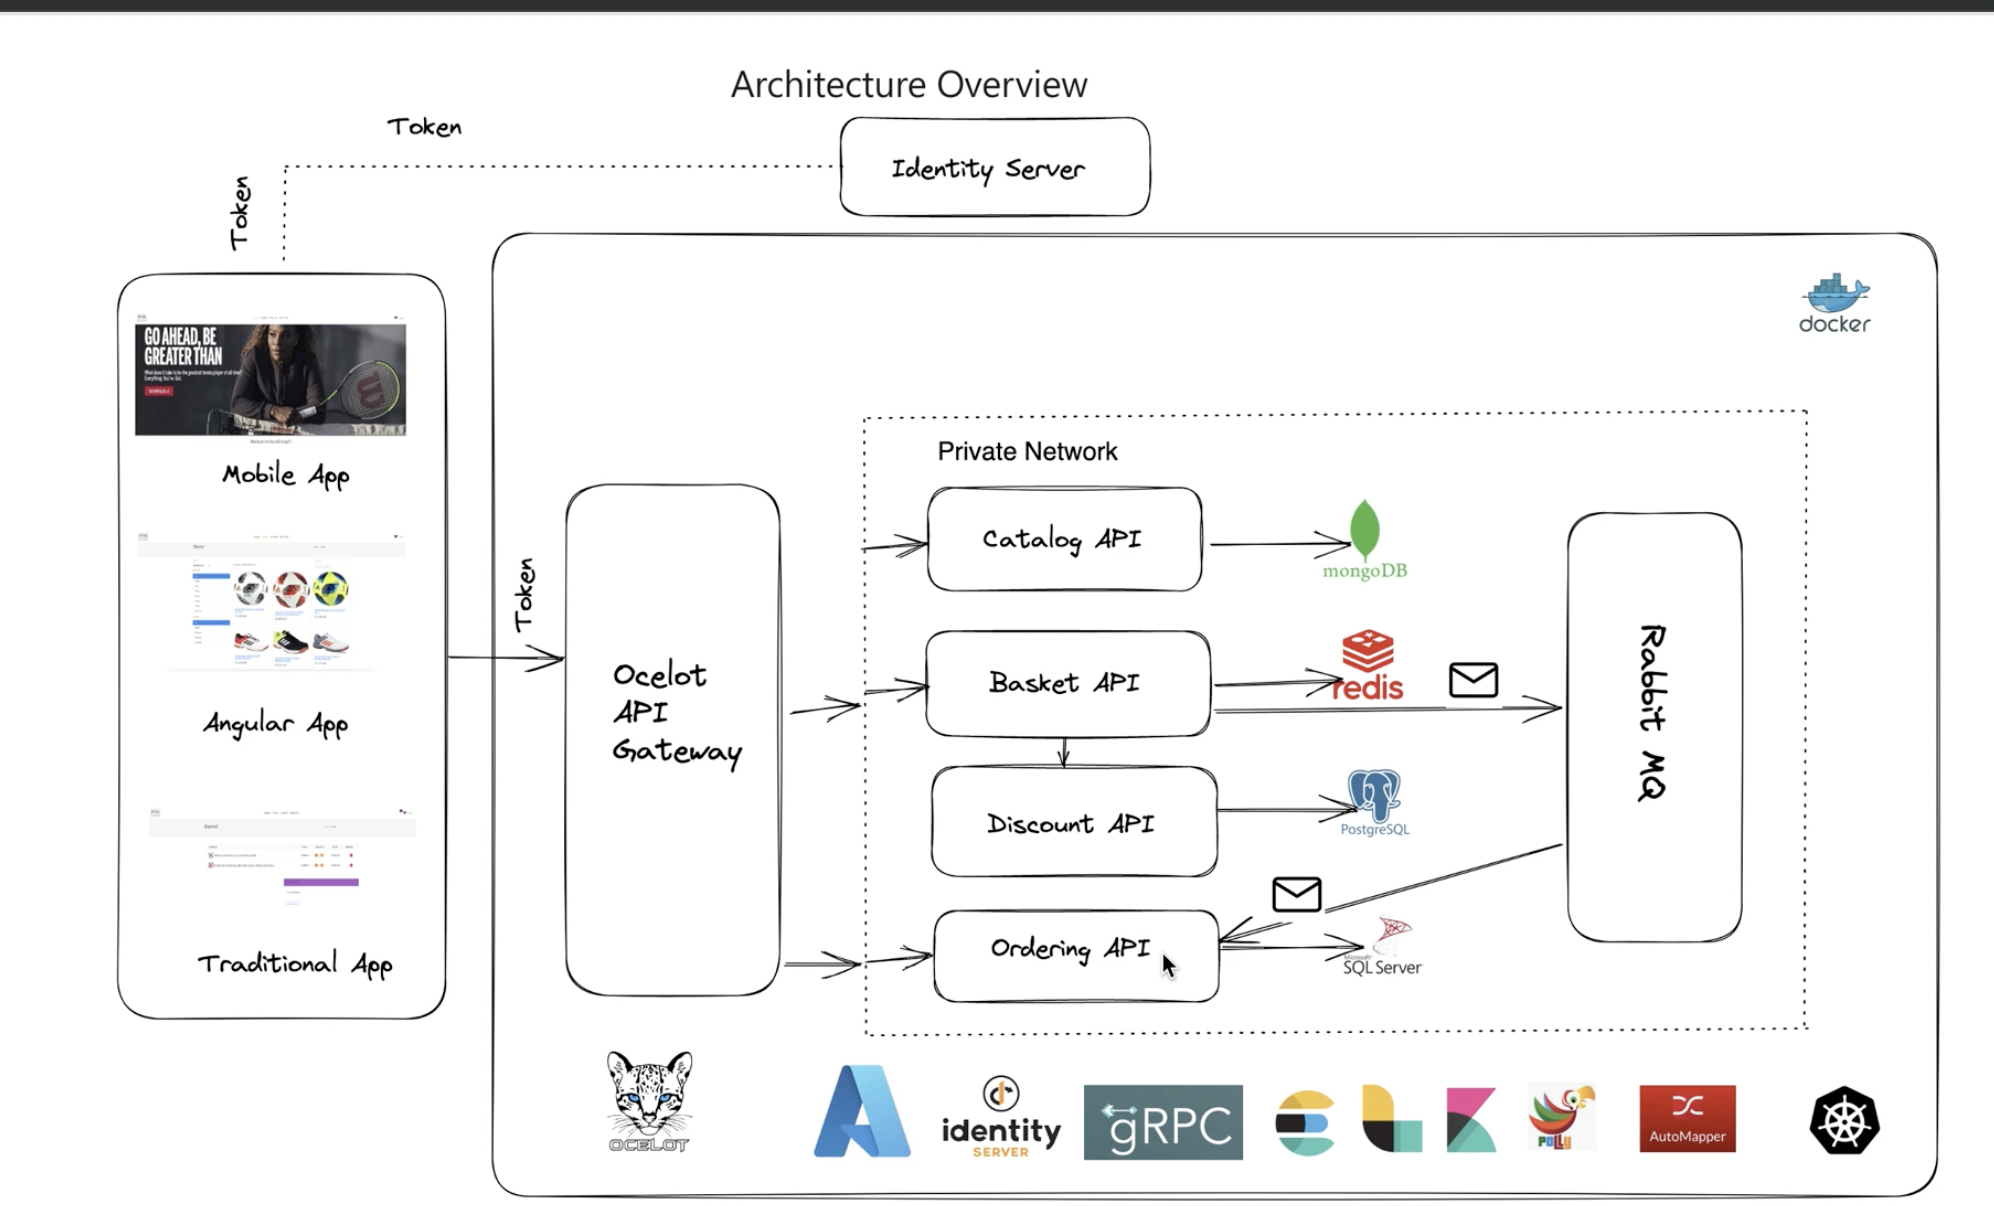 Architecture Overview
Token
Identity Server
Token
docker
GO AHEAD, BE
GREATER THAN
Mobile App
Private Network
Catalog API
mongoDB
Token
Ocelot
API
Gateway
Basket API
redis
Rabbit MQ
Angular App
Discount API
PostgreSQL
Ordering API
Microsoft
SQL Server
Traditional App
OCELOT
identity
SERVER
gRPC
POLLY
AutoMapper